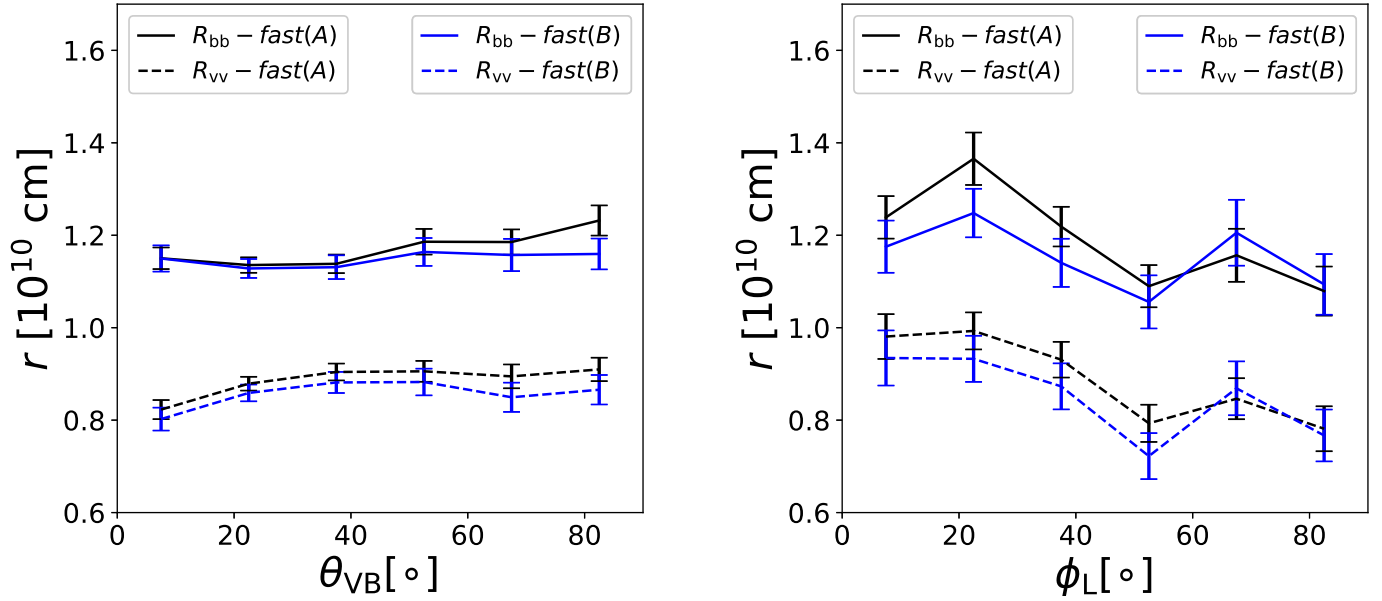 R_bb − fast(A)
R_vv − fast(A)
R_bb − fast(B)
R_vv − fast(B)
1.6
1.4
1.2
1.0
0.8
0.6
r [10^10 cm]
0 20 40 60 80
θ_VB[∘]
R_bb − fast(A)
R_vv − fast(A)
R_bb − fast(B)
R_vv − fast(B)
1.6
1.4
1.2
1.0
0.8
0.6
r [10^10 cm]
0 20 40 60 80
ϕ_L[∘]